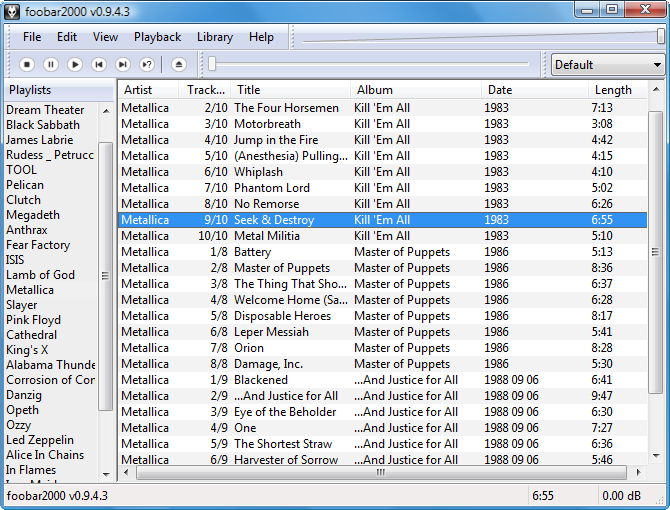 foobar2000 v0.9.4.3
File Edit View Playback Library Help
Default
Playlists
Dream Theater
Black Sabbath
James Labrie
Rudess _ Petrucc
TOOL
Pelican
Clutch
Megadeth
Anthrax
Fear Factory
ISIS
Lamb of God
Metallica
Slayer
Pink Floyd
Cathedral
King's X
Alabama Thunde
Corrosion of Con
Danzig
Opeth
Ozzy
Led Zeppelin
Alice In Chains
In Flames
Iron Maiden
Artist Track... Title Album Date Length
Metallica 2/10 The Four Horsemen Kill 'Em All 1983 7:13
Metallica 3/10 Motorbreath Kill 'Em All 1983 3:08
Metallica 4/10 Jump in the Fire Kill 'Em All 1983 4:42
Metallica 5/10 (Anesthesia) Pulling... Kill 'Em All 1983 4:15
Metallica 6/10 Whiplash Kill 'Em All 1983 4:10
Metallica 7/10 Phantom Lord Kill 'Em All 1983 5:02
Metallica 8/10 No Remorse Kill 'Em All 1983 6:26
Metallica 9/10 Seek & Destroy Kill 'Em All 1983 6:55
Metallica 10/10 Metal Militia Kill 'Em All 1983 5:10
Metallica 1/8 Battery Master of Puppets 1986 5:13
Metallica 2/8 Master of Puppets Master of Puppets 1986 8:36
Metallica 3/8 The Thing That Sho... Master of Puppets 1986 6:37
Metallica 4/8 Welcome Home (Sa... Master of Puppets 1986 6:28
Metallica 5/8 Disposable Heroes Master of Puppets 1986 8:17
Metallica 6/8 Leper Messiah Master of Puppets 1986 5:41
Metallica 7/8 Orion Master of Puppets 1986 8:28
Metallica 8/8 Damage, Inc. Master of Puppets 1986 5:30
Metallica 1/9 Blackened ...And Justice for All 1988 09 06 6:41
Metallica 2/9 ...And Justice for All ...And Justice for All 1988 09 06 9:47
Metallica 3/9 Eye of the Beholder ...And Justice for All 1988 09 06 6:30
Metallica 4/9 One ...And Justice for All 1988 09 06 7:27
Metallica 5/9 The Shortest Straw ...And Justice for All 1988 09 06 6:36
Metallica 6/9 Harvester of Sorrow ...And Justice for All 1988 09 06 5:46
foobar2000 v0.9.4.3 6:55 0.00 dB